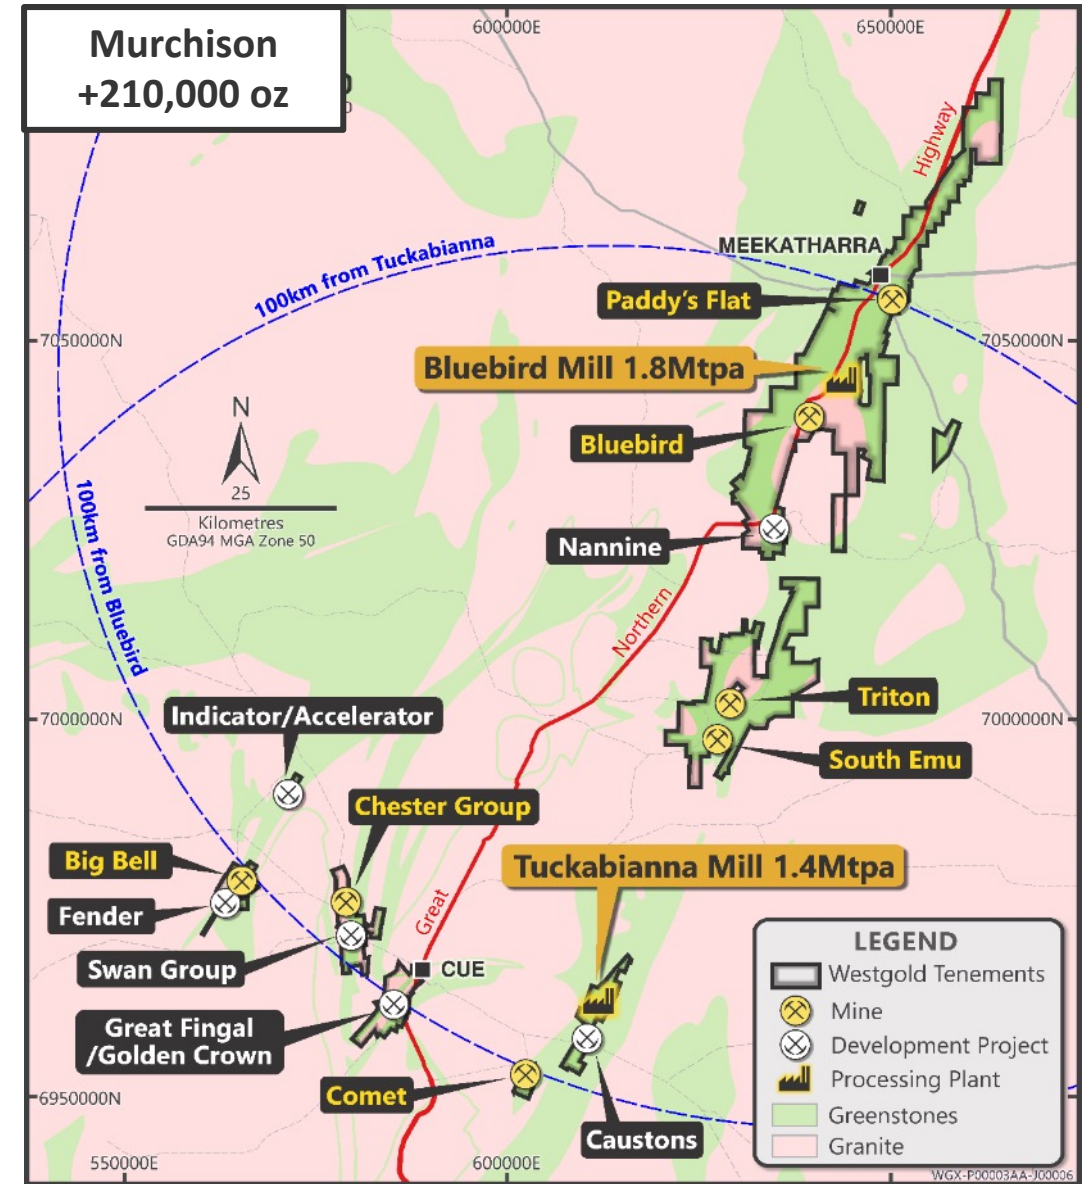 Murchison
+210,000 oz
600000E
650000E
Highway
100km from Tuckabianna
MEEKATHARRA
Paddy's Flat
7050000N
7050000N
Bluebird Mill 1.8Mtpa
N
25
Kilometres
GDA94 MGA Zone 50
Bluebird
100km from Bluebird
Nannine
Northern
Indicator/Accelerator
Triton
7000000N
7000000N
South Emu
Chester Group
Big Bell
Tuckabianna Mill 1.4Mtpa
Fender
Great
Swan Group
CUE
Great Fingal
/Golden Crown
Comet
6950000N
Caustons
550000E
600000E
LEGEND
Westgold Tenements
Mine
Development Project
Processing Plant
Greenstones
Granite
WGX-P00003AA-J00006